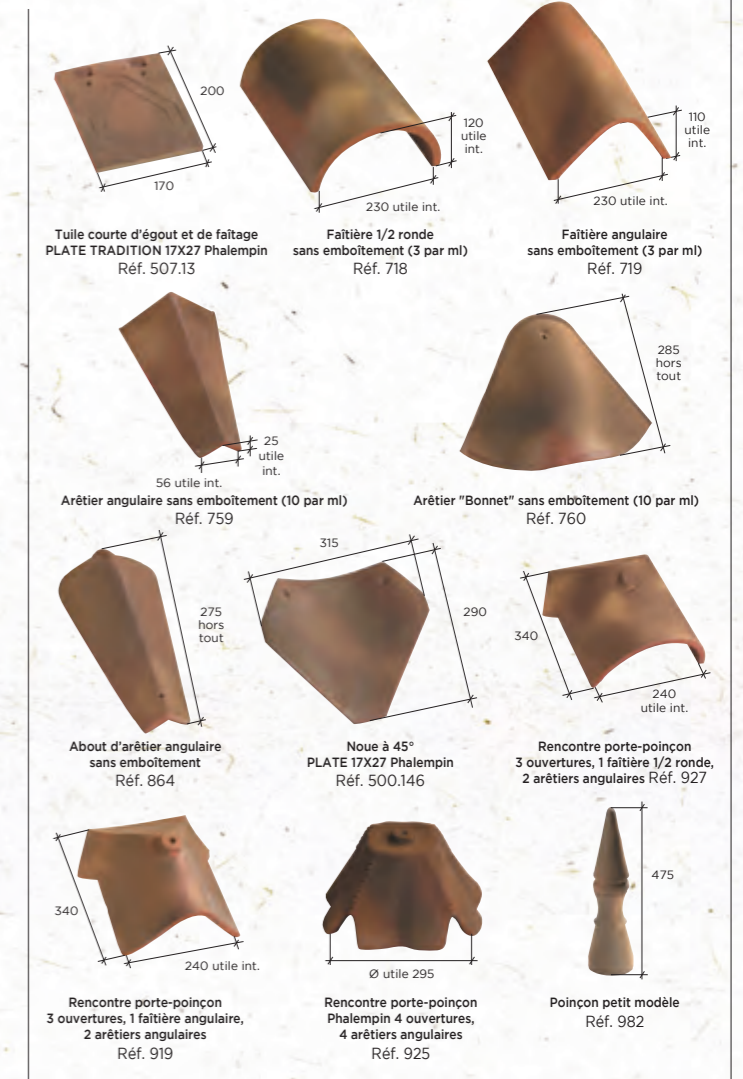 200
170
120
utile
int.
230 utile int.
110
utile
int.
230 utile int.
Tuile courte d'égout et de faîtage
PLATE TRADITION 17X27 Phalempin
Réf. 507.13
Faîtière 1/2 ronde
sans emboîtement (3 par ml)
Réf. 718
Faîtière angulaire
sans emboîtement (3 par ml)
Réf. 719
25
utile
int.
56 utile int.
285
hors
tout
Arêtier angulaire sans emboîtement (10 par ml)
Réf. 759
Arêtier "Bonnet" sans emboîtement (10 par ml)
Réf. 760
275
hors
tout
315
290
340
240
utile int.
About d'arêtier angulaire
sans emboîtement
Réf. 864
Noue à 45°
PLATE 17X27 Phalempin
Réf. 500.146
Rencontre porte-poinçon
3 ouvertures, 1 faîtière 1/2 ronde,
2 arêtiers angulaires Réf. 927
340
240 utile int.
Ø utile 295
475
Rencontre porte-poinçon
3 ouvertures, 1 faîtière angulaire,
2 arêtiers angulaires
Réf. 919
Rencontre porte-poinçon
Phalempin 4 ouvertures,
4 arêtiers angulaires
Réf. 925
Poinçon petit modèle
Réf. 982